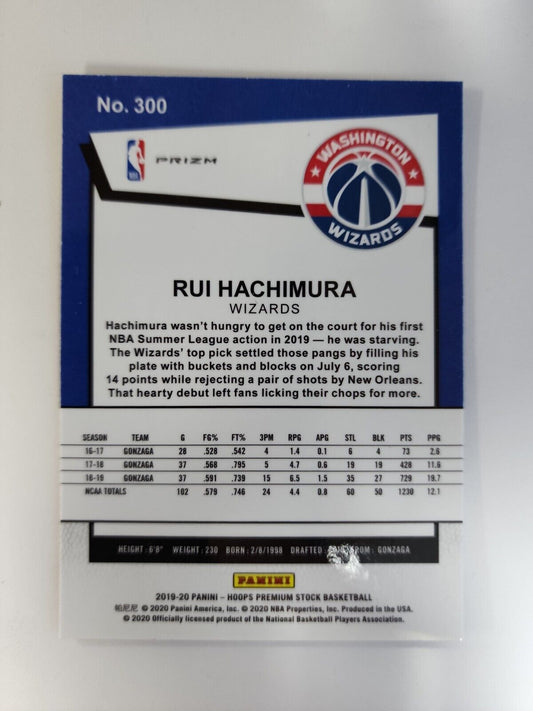 No. 300
NBA
PRIZM
WASHINGTON
WIZARDS
RUI HACHIMURA
WIZARDS
Hachimura wasn't hungry to get on the court for his first
NBA Summer League action in 2019 — he was starving.
The Wizards' top pick settled those pangs by filling his
plate with buckets and blocks on July 6, scoring
14 points while rejecting a pair of shots by New Orleans.
That hearty debut left fans licking their chops for more.
SEASON TEAM G FG% FT% 3PM RPG APG STL BLK PTS PPG
16-17 GONZAGA 28 .528 .542 4 1.4 0.1 6 4 73 2.6
17-18 GONZAGA 37 .568 .795 5 4.7 0.6 19 19 428 11.6
18-19 GONZAGA 37 .591 .739 15 6.5 1.5 35 27 729 19.7
NCAA TOTALS 102 .579 .746 24 4.4 0.8 60 50 1230 12.1
HEIGHT: 6'8" WEIGHT: 230 BORN: 2/8/1998 DRAFTED: GONZAGA
PANINI
2019-20 PANINI – HOOPS PREMIUM STOCK BASKETBALL
帕尼尼 © 2020 Panini America, Inc. © 2020 NBA Properties, Inc. Produced in the USA.
© 2020 Officially licensed product of the National Basketball Players Association.